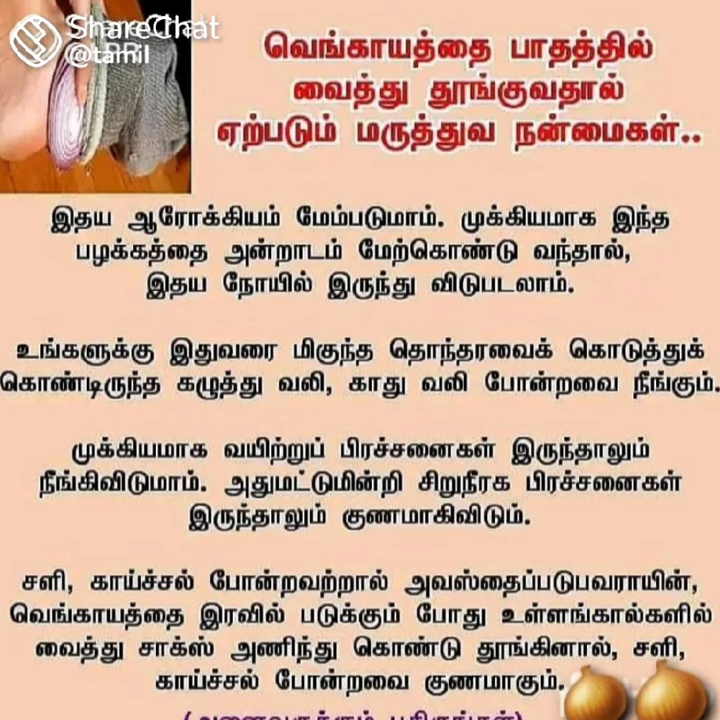 ShareChat
@tamil
வெங்காயத்தை பாதத்தில்
வைத்து தூங்குவதால்
ஏற்படும் மருத்துவ நன்மைகள்..
இதய ஆரோக்கியம் மேம்படுமாம். முக்கியமாக இந்த
பழக்கத்தை அன்றாடம் மேற்கொண்டு வந்தால்,
இதய நோயில் இருந்து விடுபடலாம்.
உங்களுக்கு இதுவரை மிகுந்த தொந்தரவைக் கொடுத்துக்
கொண்டிருந்த கழுத்து வலி, காது வலி போன்றவை நீங்கும்.
முக்கியமாக வயிற்றுப் பிரச்சனைகள் இருந்தாலும்
நீங்கிவிடுமாம். அதுமட்டுமின்றி சிறுநீரக பிரச்சனைகள்
இருந்தாலும் குணமாகிவிடும்.
சளி, காய்ச்சல் போன்றவற்றால் அவஸ்தைப்படுபவராயின்,
வெங்காயத்தை இரவில் படுக்கும் போது உள்ளங்கால்களில்
வைத்து சாக்ஸ் அணிந்து கொண்டு தூங்கினால், சளி,
காய்ச்சல் போன்றவை குணமாகும்.